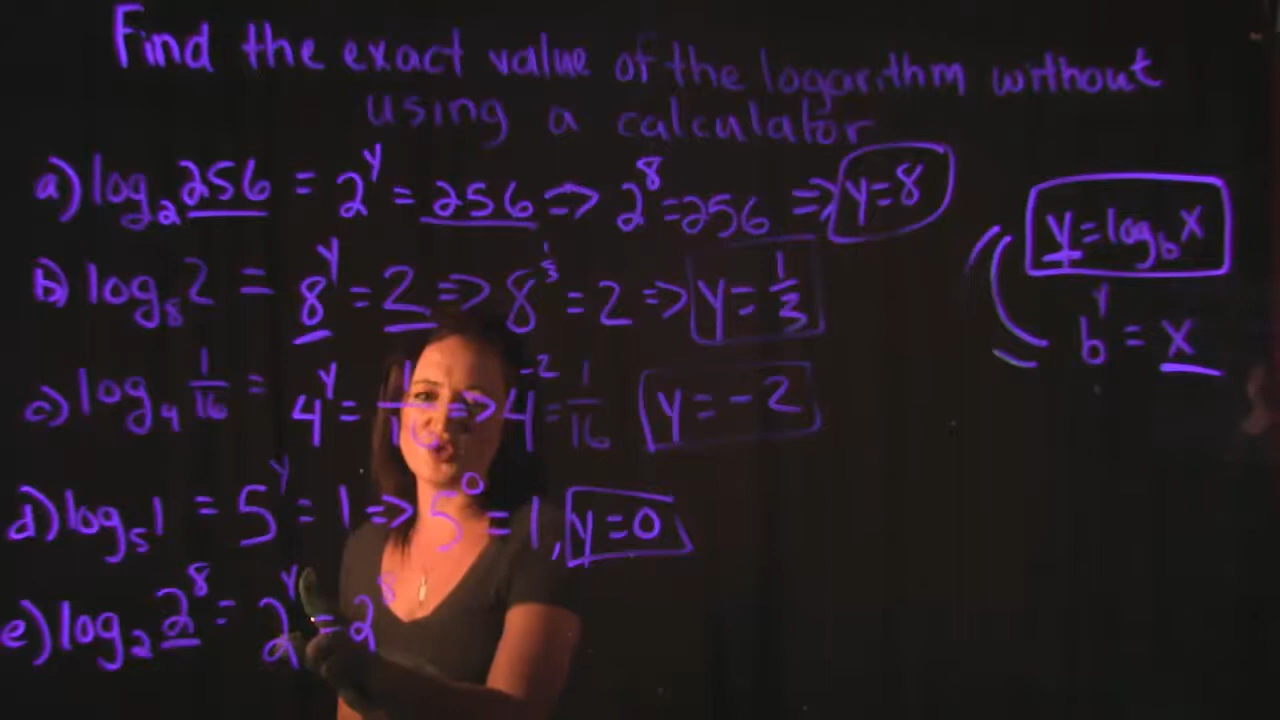 Find the exact value of the logarithm without
using a calculator
a) log₂ 256 = 2^y = 256 => 2^8 = 256 => y = 8
b) log₈ 2 = 8^y = 2 => 8^(1/3) = 2 => y = 1/3
c) log₄ 1/16 = 4^y = 1/16 => 4^-2 = 1/16 y = -2
d) log₅ 1 = 5^y = 1 => 5^0 = 1, y = 0
e) log₂ 2^8 = 2^y = 2^8
y = log_b x
b^y = x